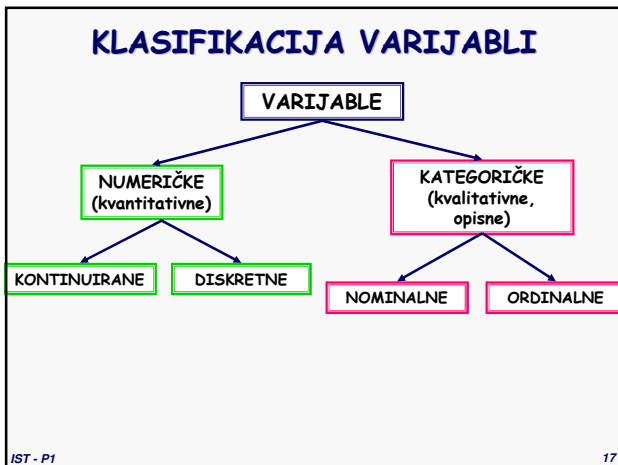 KLASIFIKACIJA VARIJABLI
VARIJABLE
NUMERIČKE
(kvantitativne)
KATEGORIČKE
(kvalitativne,
opisne)
KONTINUIRANE
DISKRETNE
NOMINALNE
ORDINALNE
IST - P1
17